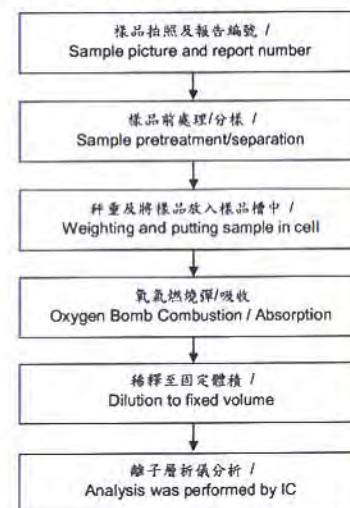 樣品拍照及報告編號 /
Sample picture and report number
樣品前處理/分樣 /
Sample pretreatment/separation
秤重及將樣品放入樣品槽中 /
Weighting and putting sample in cell
氧氣燃燒彈/吸收
Oxygen Bomb Combustion / Absorption
稀釋至固定體積 /
Dilution to fixed volume
離子層析儀分析 /
Analysis was performed by IC